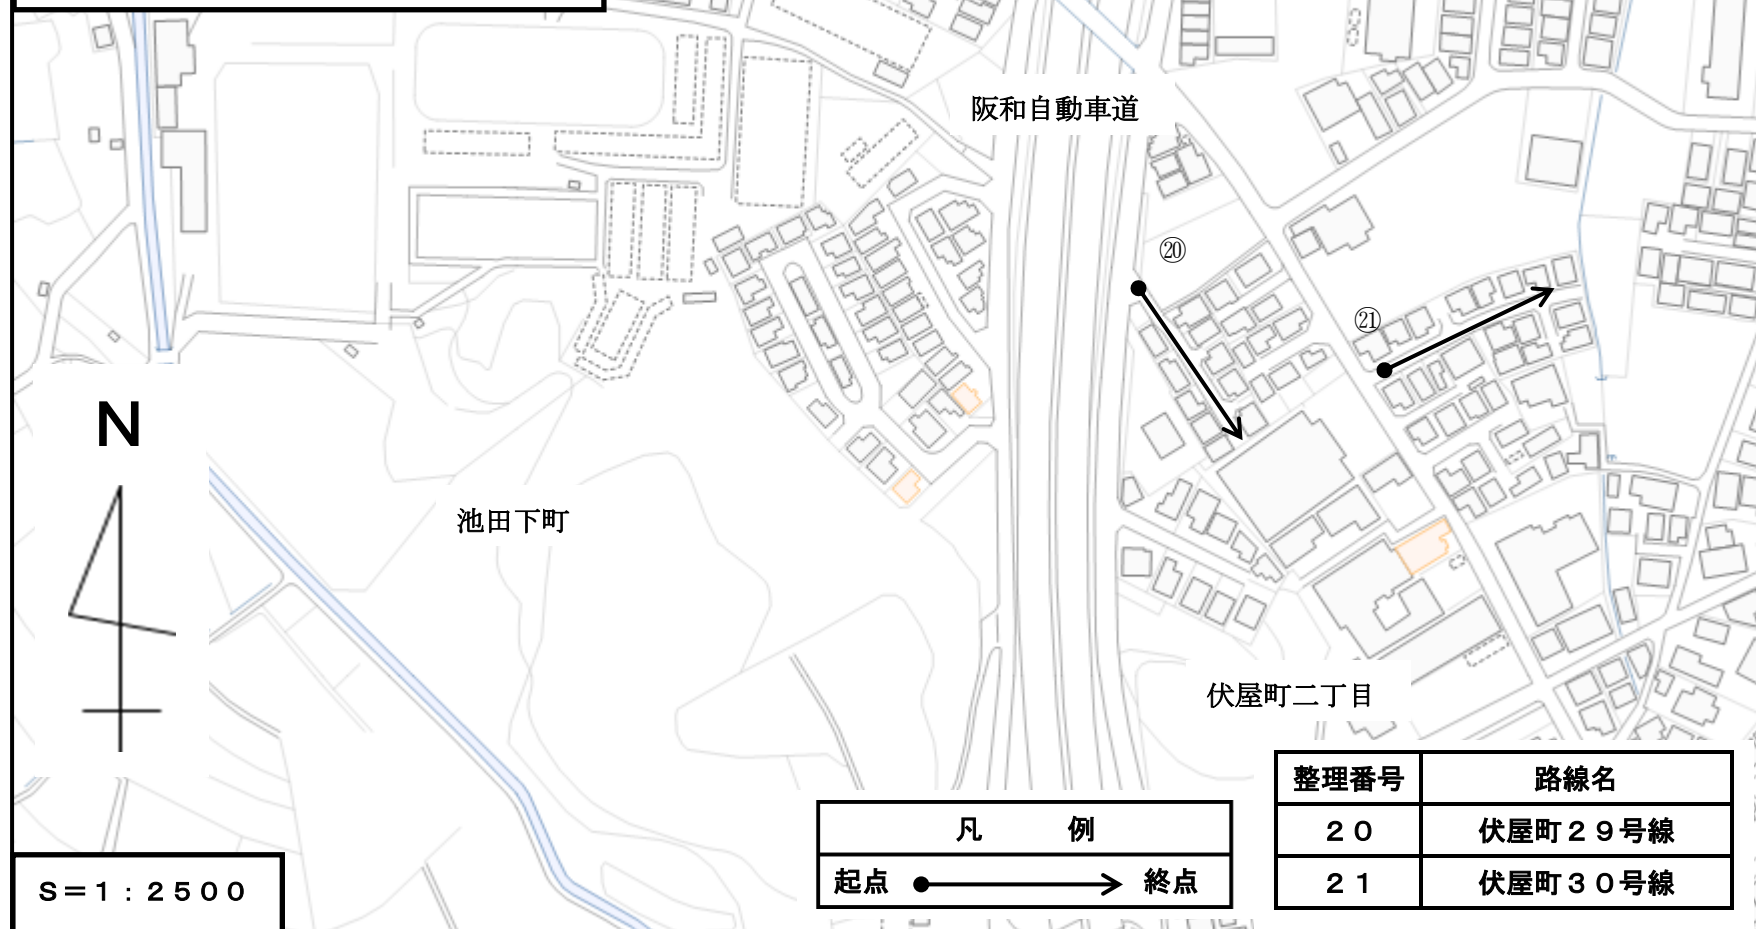 阪和自動車道
⑳
㉑
N
池田下町
伏屋町二丁目
整理番号 路線名
２０ 伏屋町２９号線
２１ 伏屋町３０号線
凡 例
起点 終点
Ｓ＝１：２５００